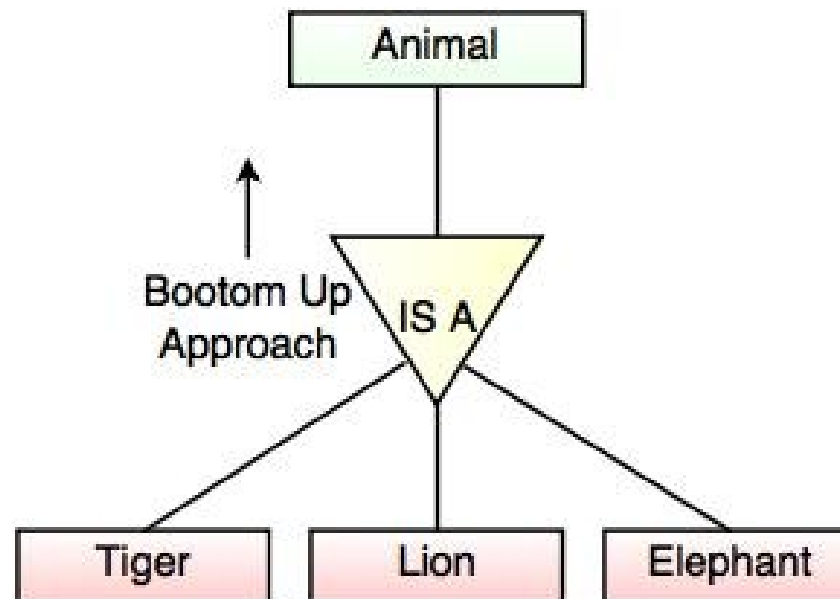 Animal
Bootom Up
Approach
IS A
Tiger
Lion
Elephant